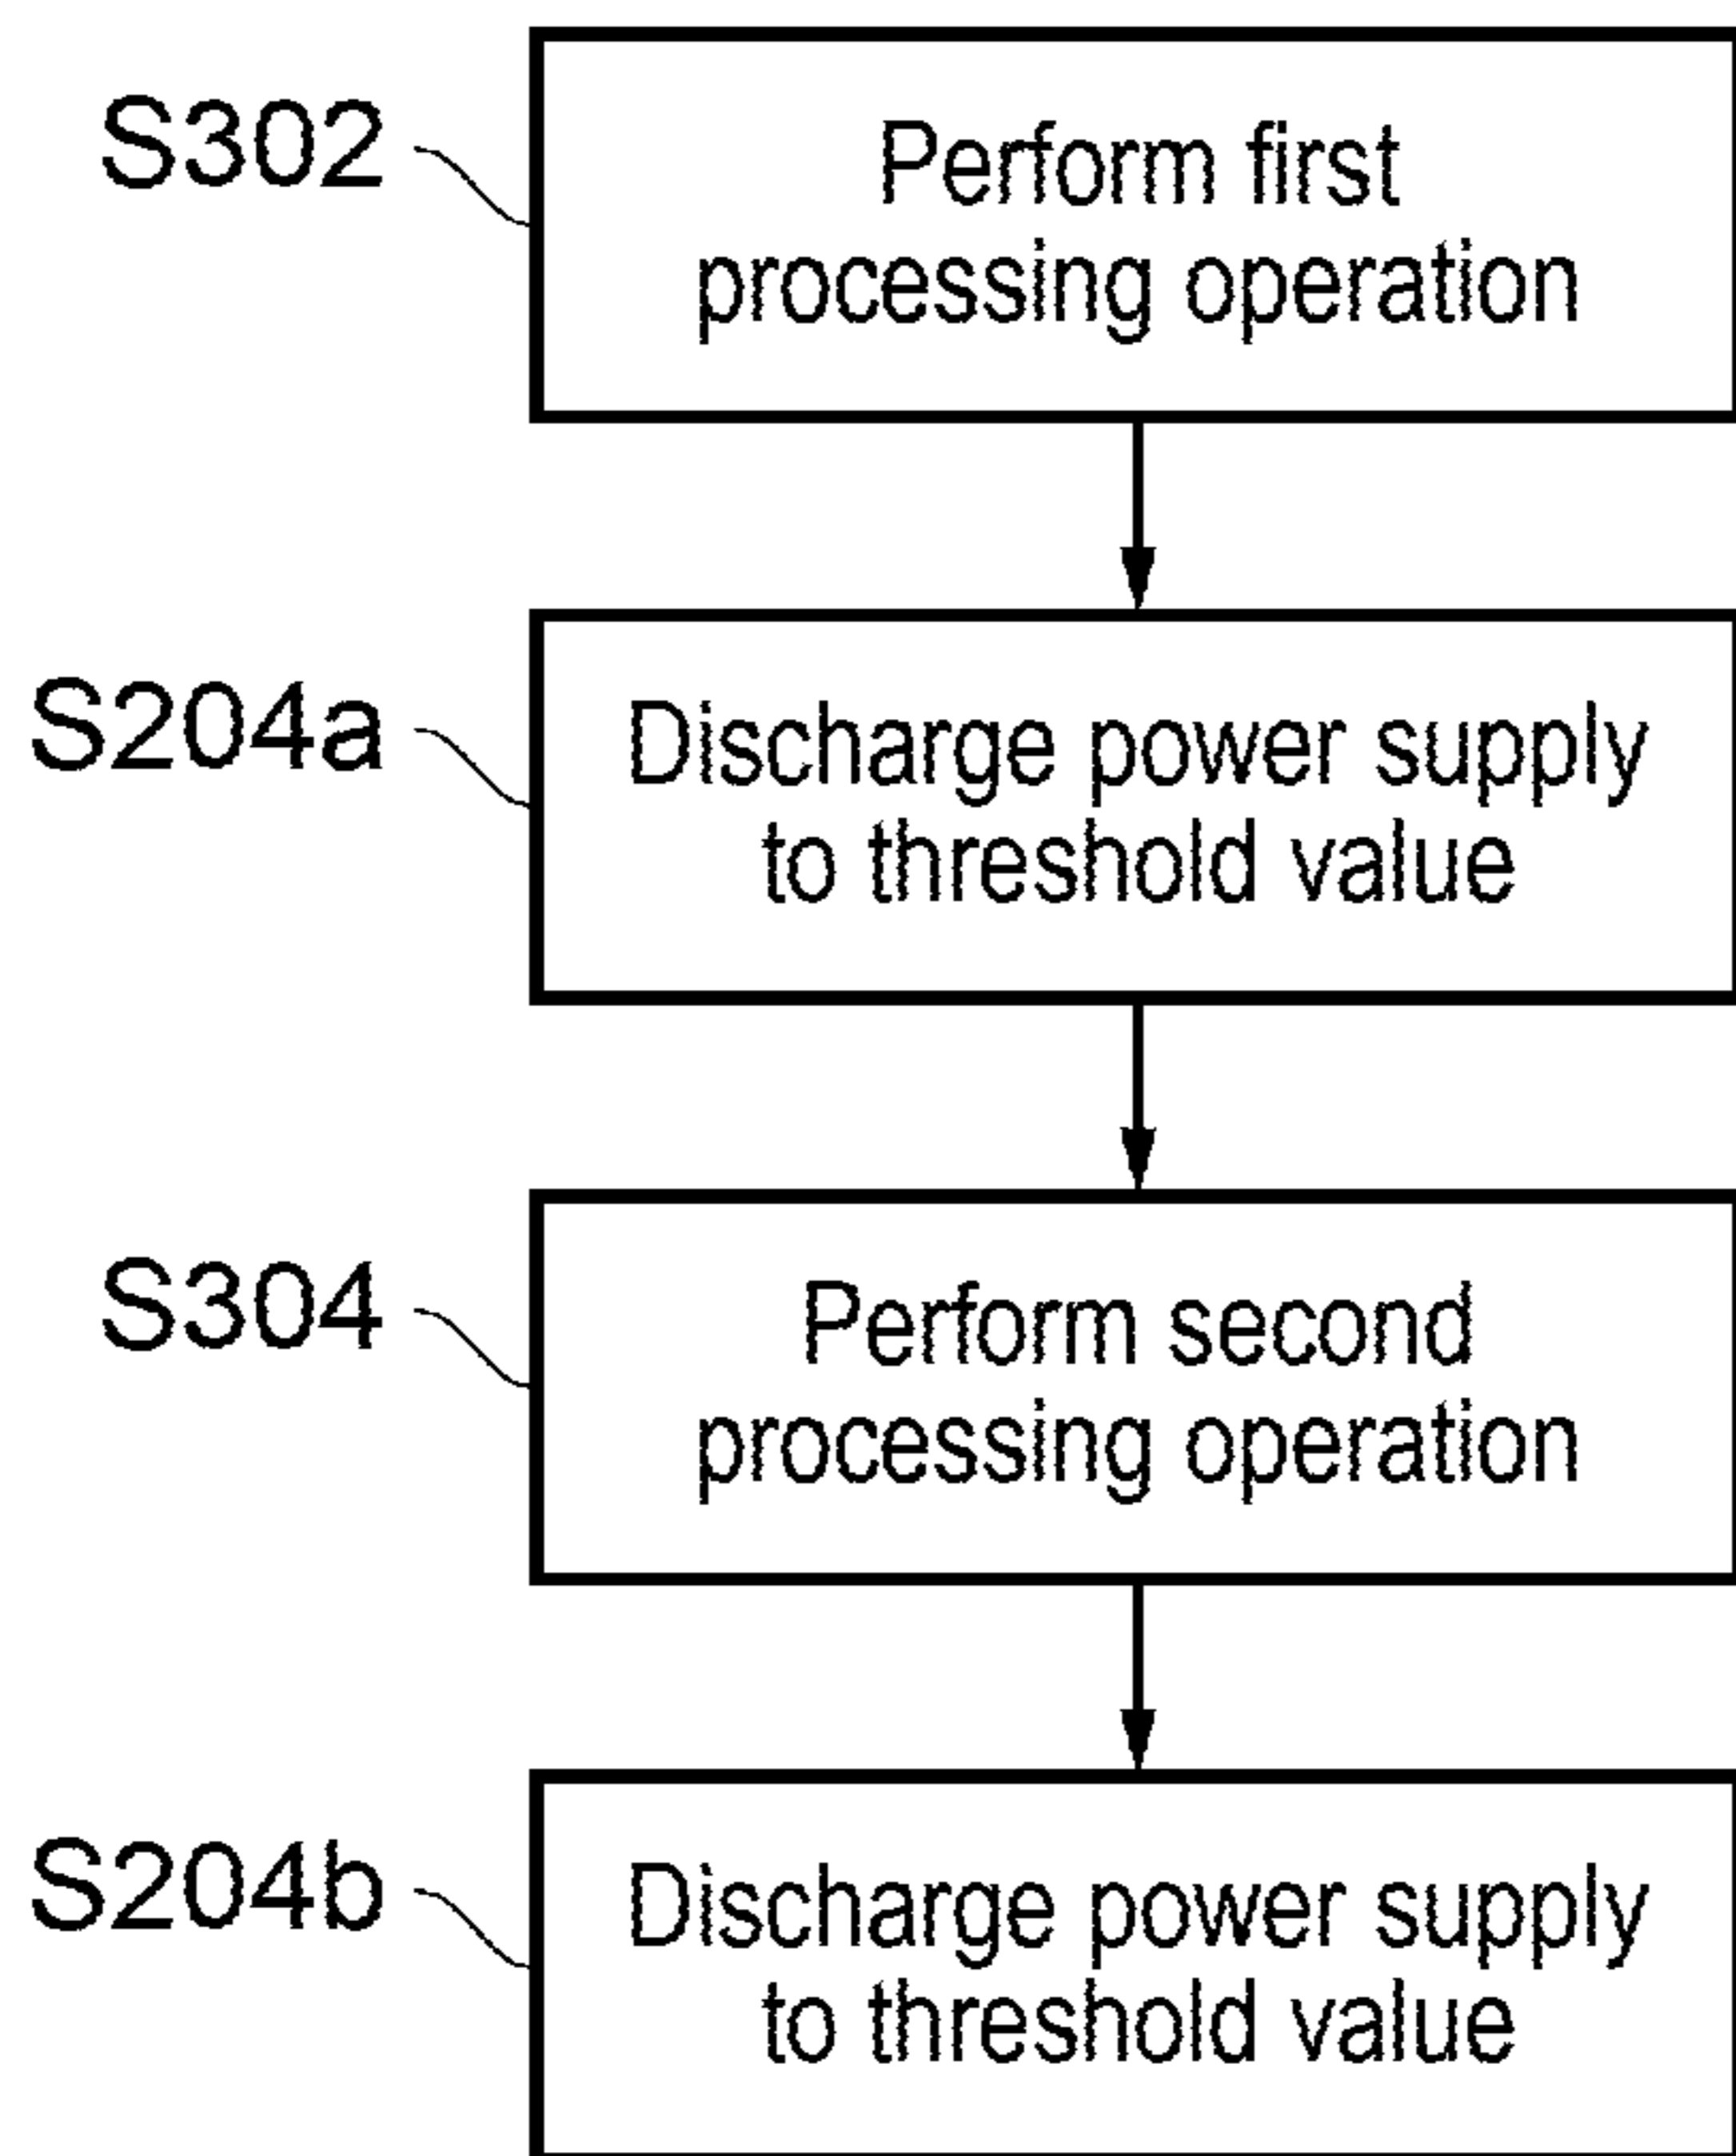 S302
Perform first
processing operation
S204a
Discharge power supply
to threshold value
S304
Perform second
processing operation
S204b
Discharge power supply
to threshold value